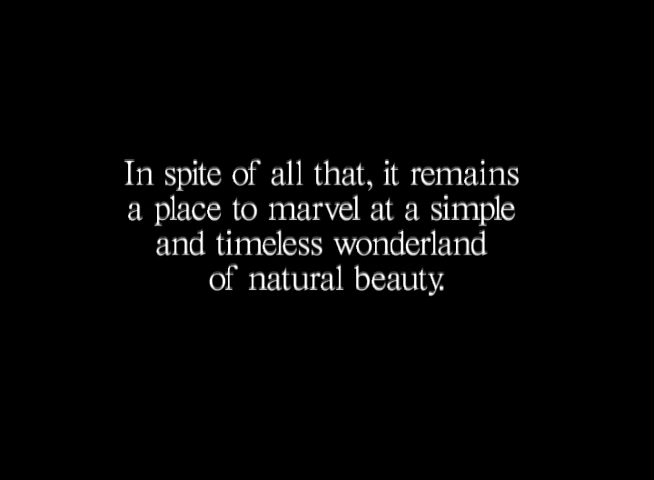 In spite of all that, it remains
a place to marvel at a simple
and timeless wonderland
of natural beauty.